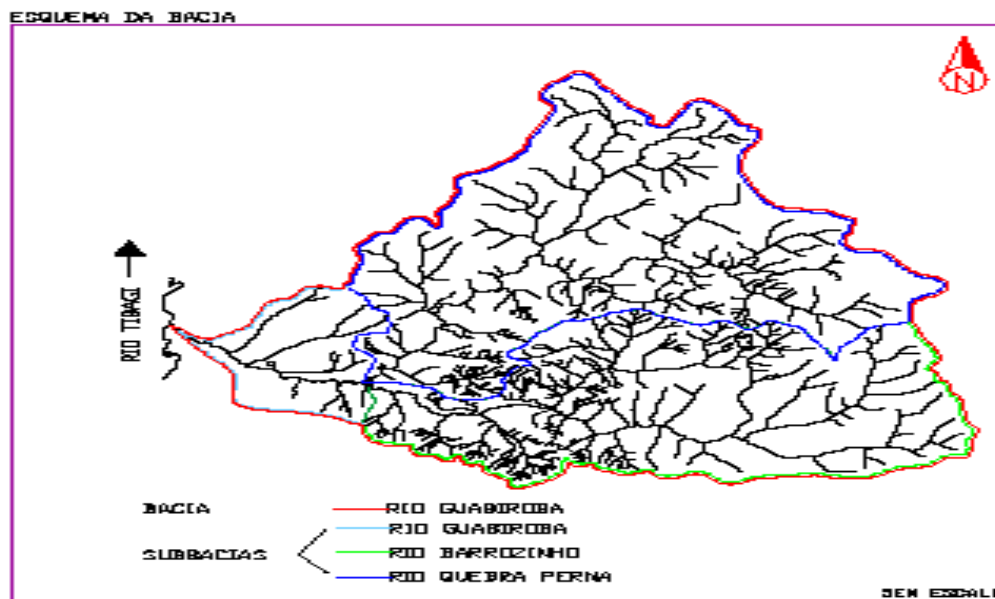 ESQUEMA DA BACIA
N
RIO TIBAGI
BACIA
RIO GUABIROBA
RIO GUABIROBA
SUBBACIAS
RIO BARROZINHO
RIO QUEBRA PERNA
SEM ESCALA